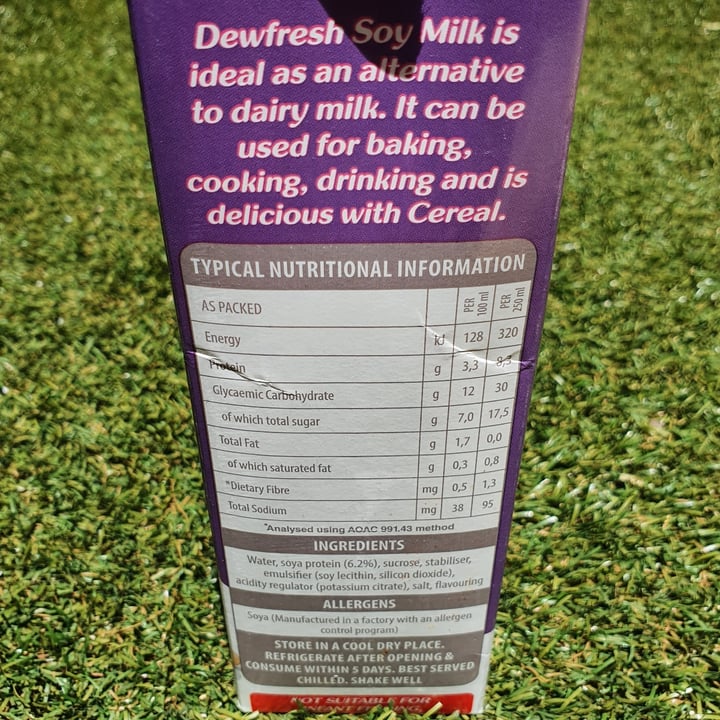 Dewfresh Soy Milk is
ideal as an alternative
to dairy milk. It can be
used for baking,
cooking, drinking and is
delicious with Cereal.
TYPICAL NUTRITIONAL INFORMATION
AS PACKED PER 100 ml PER 250 ml
Energy kJ 128 320
Protein g 3,3 8,3
Glycaemic Carbohydrate g 12 30
of which total sugar g 7,0 17,5
Total Fat g 1,7 0,0
of which saturated fat g 0,3 0,8
*Dietary Fibre mg 0,5 1,3
Total Sodium mg 38 95
*Analysed using AOAC 991.43 method
INGREDIENTS
Water, soya protein (6.2%), sucrose, stabiliser,
emulsifier (soy lecithin, silicon dioxide),
acidity regulator (potassium citrate), salt, flavouring
ALLERGENS
Soya (Manufactured in a factory with an allergen
control program)
STORE IN A COOL DRY PLACE.
REFRIGERATE AFTER OPENING &
CONSUME WITHIN 5 DAYS. BEST SERVED
CHILLED. SHAKE WELL
NOT SUITABLE FOR
INFANT FEEDING